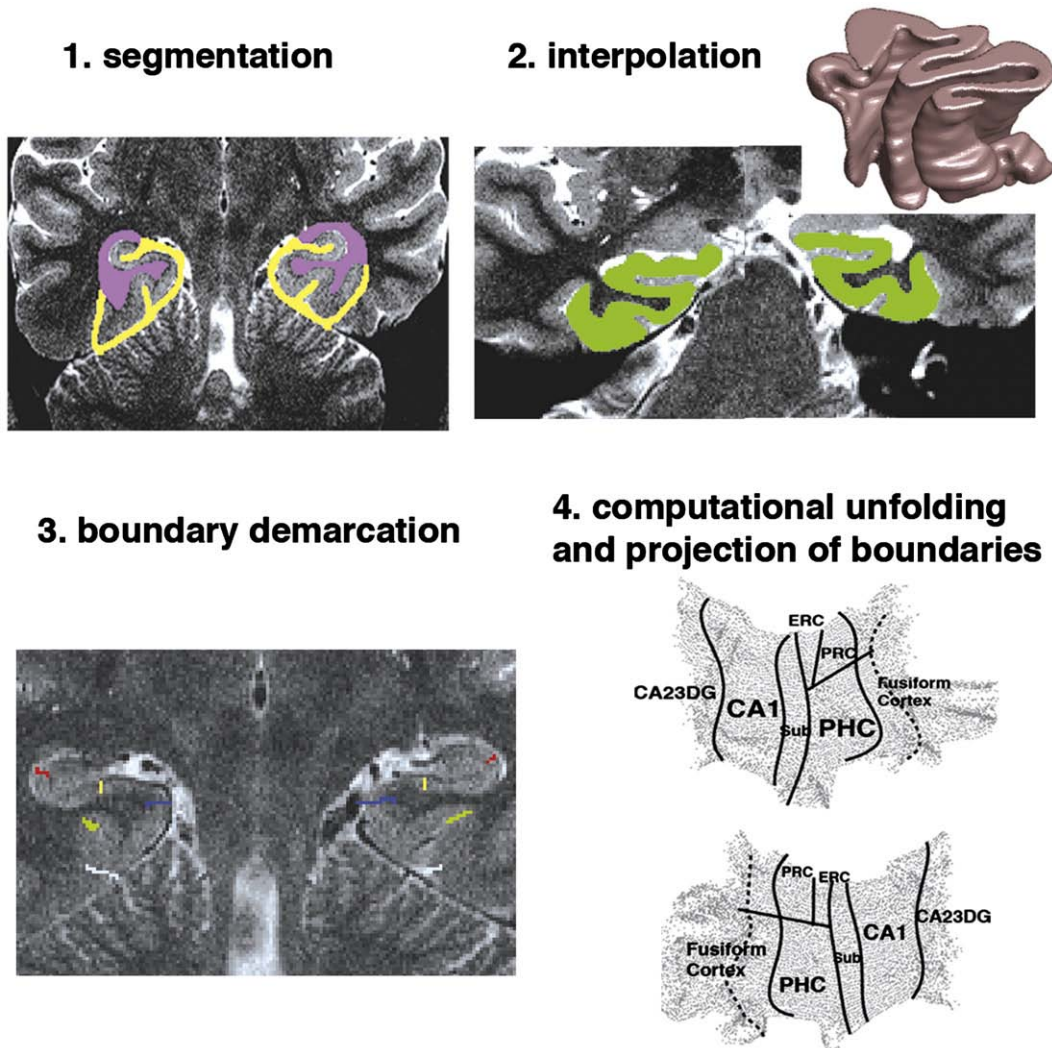 1. segmentation
2. interpolation
3. boundary demarcation
4. computational unfolding
and projection of boundaries
ERC
PRC
CA23DG
Fusiform
Cortex
CA1
Sub
PHC
PRC
ERC
CA23DG
CA1
Fusiform
Cortex
Sub
PHC